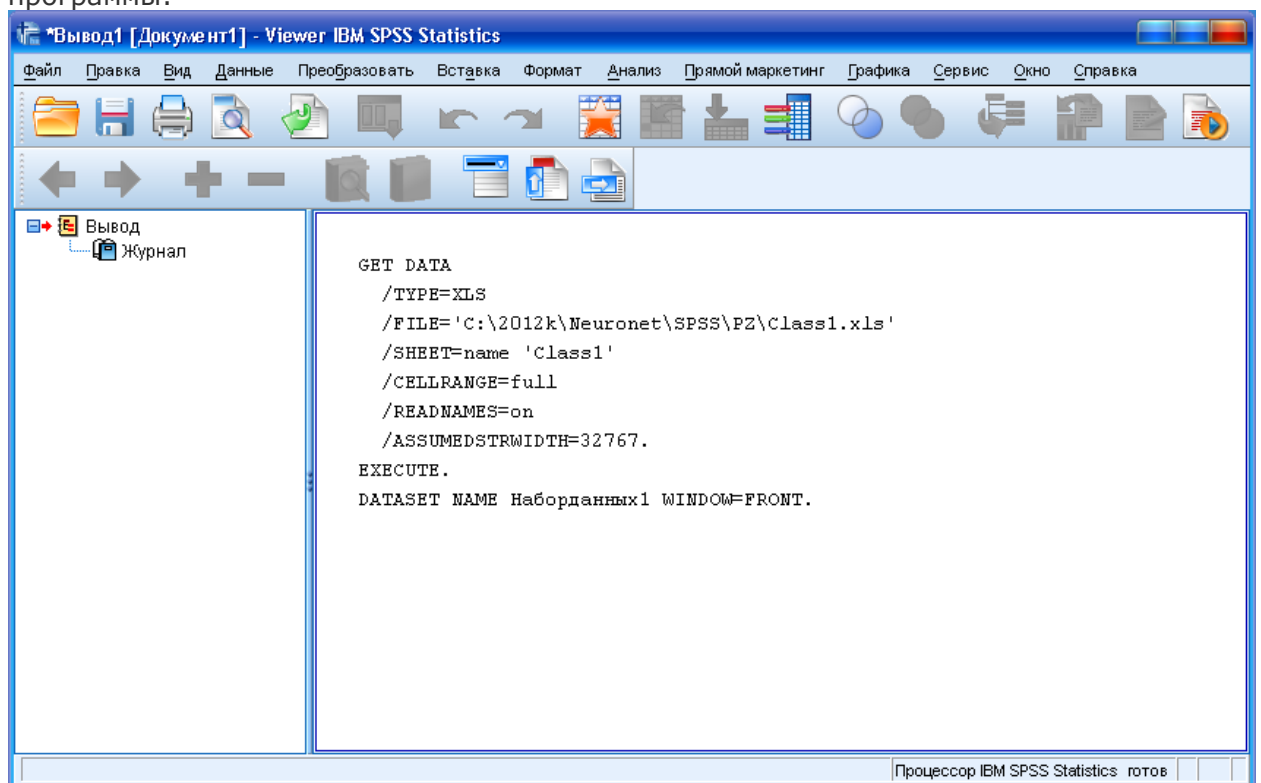 программы.
*Вывод1 [Документ1] - Viewer IBM SPSS Statistics
Файл Правка Вид Данные Преобразовать Вставка Формат Анализ Прямой маркетинг Графика Сервис Окно Справка
Вывод
Журнал
GET DATA
/TYPE=XLS
/FILE='C:\2012k\Neuronet\SPSS\PZ\Class1.xls'
/SHEET=name 'Class1'
/CELLRANGE=full
/READNAMES=on
/ASSUMEDSTRWIDTH=32767.
EXECUTE.
DATASET NAME Наборданных1 WINDOW=FRONT.
Процессор IBM SPSS Statistics готов